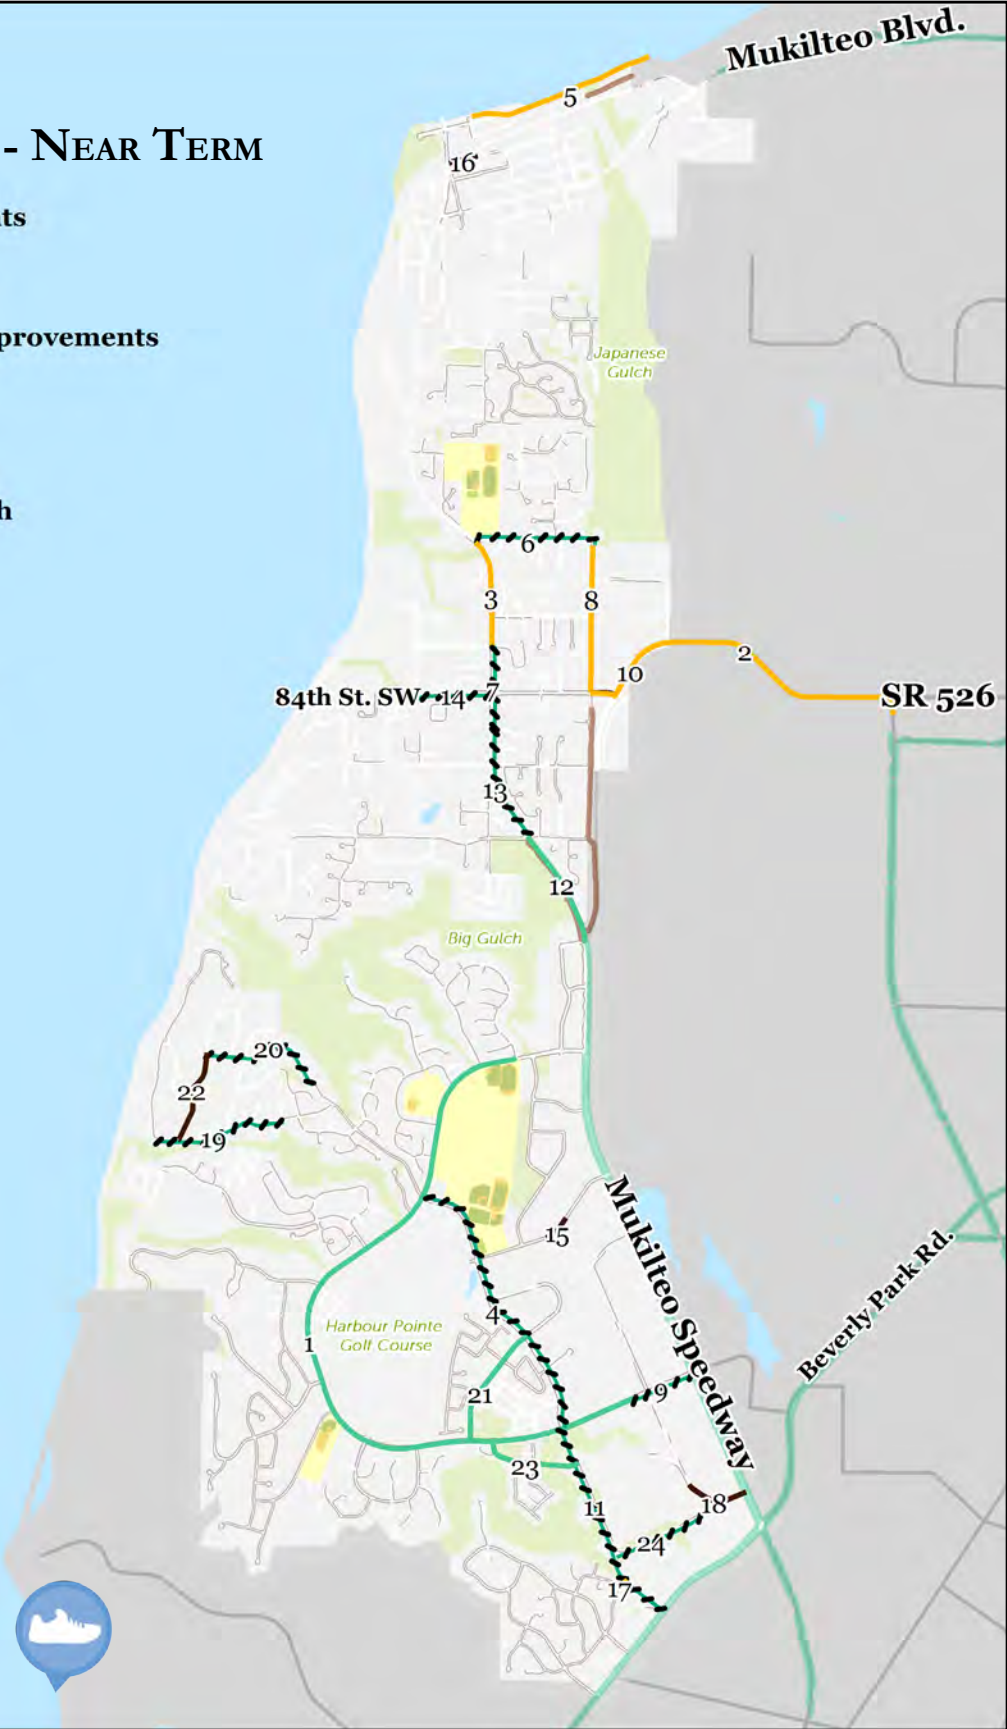 Mukilteo Blvd.
- NEAR TERM
ts
provements
h
5
16
Japanese
Gulch
6
3
8
10
2
84th St. SW
14
7
SR 526
13
12
Big Gulch
20
22
19
15
Mukilteo Speedway
Beverly Park Rd.
4
Harbour Pointe
Golf Course
1
21
9
23
11
18
24
17